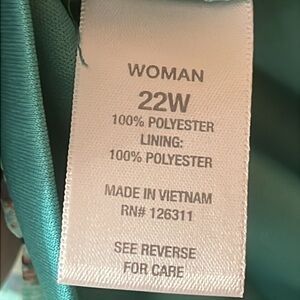 WOMAN
22W
100% POLYESTER
LINING:
100% POLYESTER
MADE IN VIETNAM
RN# 126311
SEE REVERSE
FOR CARE